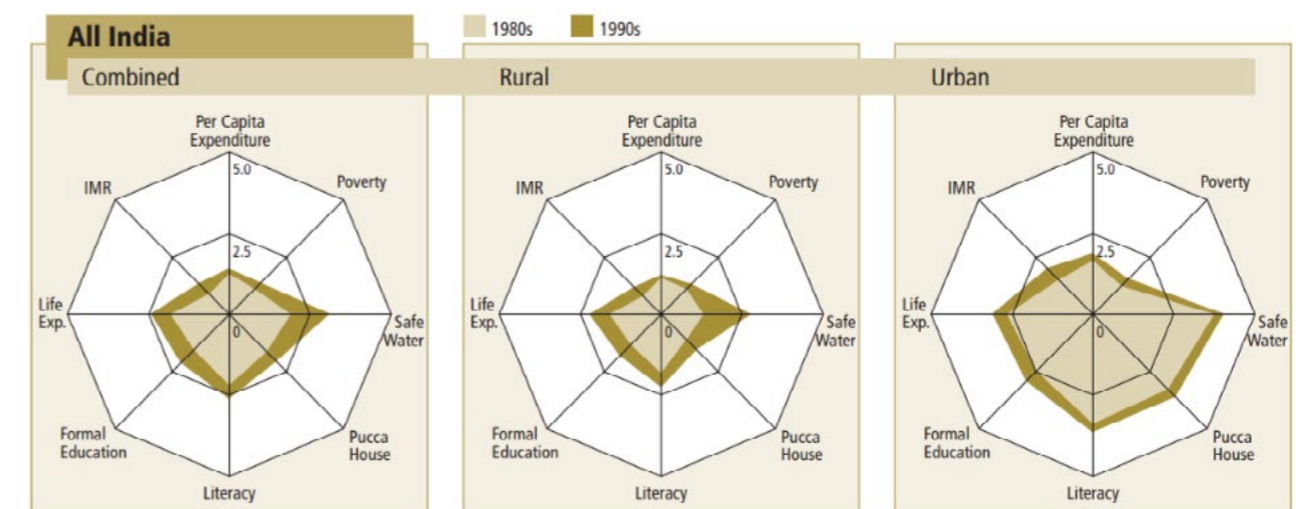 All India
1980s
1990s
Combined
Rural
Urban
Per Capita
Expenditure
5.0
Poverty
IMR
2.5
Life
Exp.
0
Safe
Water
Formal
Education
Pucca
House
Literacy
Per Capita
Expenditure
5.0
Poverty
IMR
2.5
Life
Exp.
0
Safe
Water
Formal
Education
Pucca
House
Literacy
Per Capita
Expenditure
5.0
Poverty
IMR
2.5
Life
Exp.
0
Safe
Water
Formal
Education
Pucca
House
Literacy